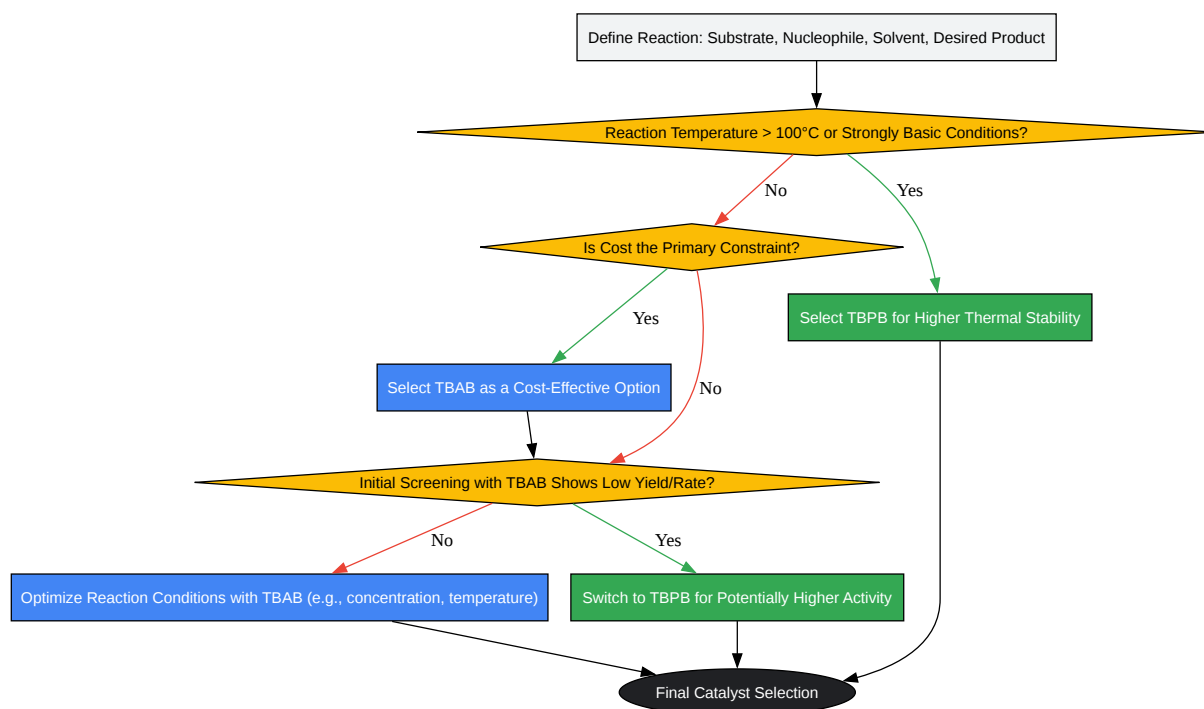 Define Reaction: Substrate, Nucleophile, Solvent, Desired Product
Reaction Temperature > 100°C or Strongly Basic Conditions?
No
Yes
Is Cost the Primary Constraint?
Select TBPB for Higher Thermal Stability
Yes
Select TBAB as a Cost-Effective Option
No
Initial Screening with TBAB Shows Low Yield/Rate?
No
Yes
Optimize Reaction Conditions with TBAB (e.g., concentration, temperature)
Switch to TBPB for Potentially Higher Activity
Final Catalyst Selection